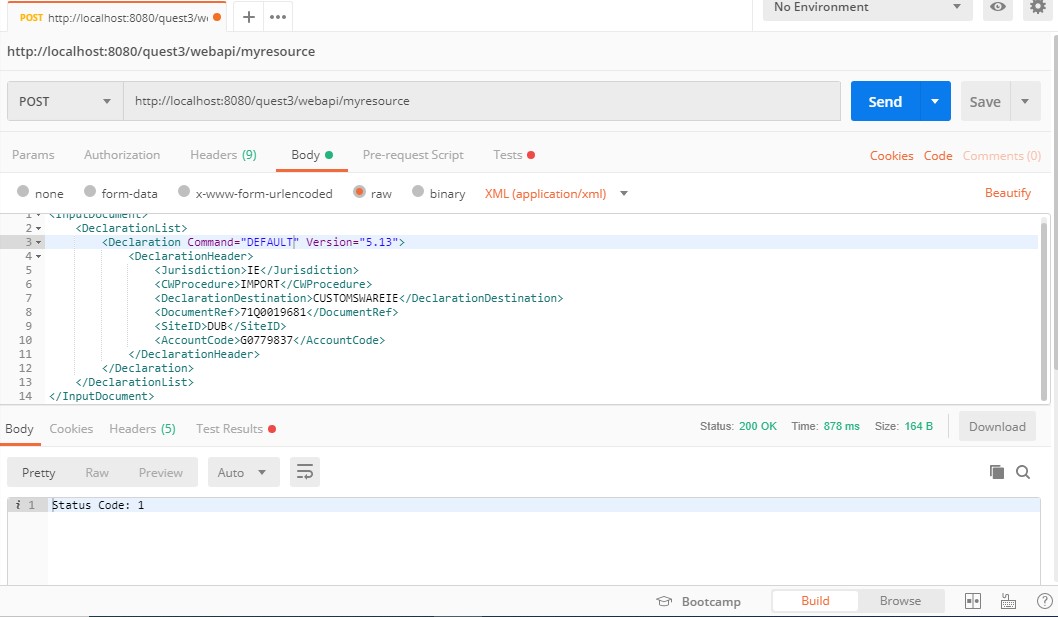 POST http://localhost:8080/quest3/w
No Environment
http://localhost:8080/quest3/webapi/myresource
POST http://localhost:8080/quest3/webapi/myresource Send Save
Params Authorization Headers (9) Body Pre-request Script Tests Cookies Code Comments (0)
none form-data x-www-form-urlencoded raw binary XML (application/xml) Beautify
1 <InputDocument>
2 <DeclarationList>
3 <Declaration Command="DEFAULT" Version="5.13">
4 <DeclarationHeader>
5 <Jurisdiction>IE</Jurisdiction>
6 <CWProcedure>IMPORT</CWProcedure>
7 <DeclarationDestination>CUSTOMSWAREIE</DeclarationDestination>
8 <DocumentRef>71Q0019681</DocumentRef>
9 <SiteID>DUB</SiteID>
10 <AccountCode>G0779837</AccountCode>
11 </DeclarationHeader>
12 </Declaration>
13 </DeclarationList>
14 </InputDocument>
Body Cookies Headers (5) Test Results Status: 200 OK Time: 878 ms Size: 164 B Download
Pretty Raw Preview Auto
i 1 Status Code: 1
Bootcamp Build Browse